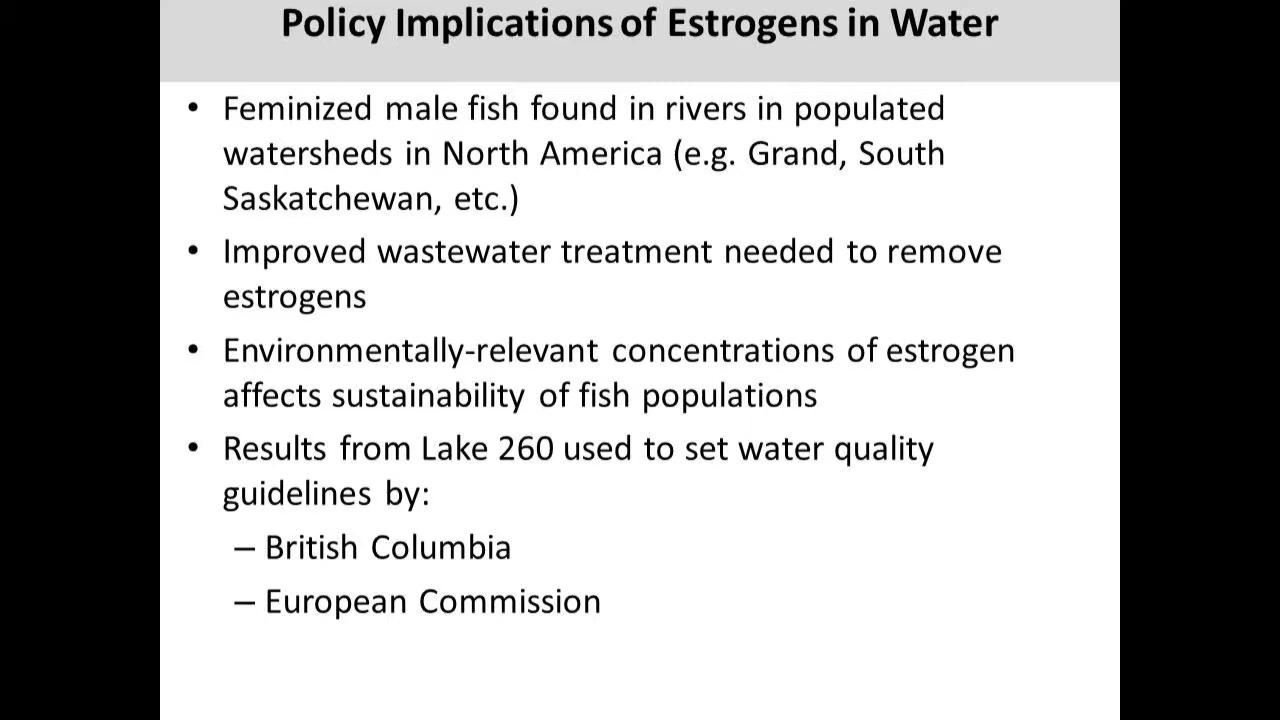 Policy Implications of Estrogens in Water
• Feminized male fish found in rivers in populated
watersheds in North America (e.g. Grand, South
Saskatchewan, etc.)
• Improved wastewater treatment needed to remove
estrogens
• Environmentally-relevant concentrations of estrogen
affects sustainability of fish populations
• Results from Lake 260 used to set water quality
guidelines by:
– British Columbia
– European Commission